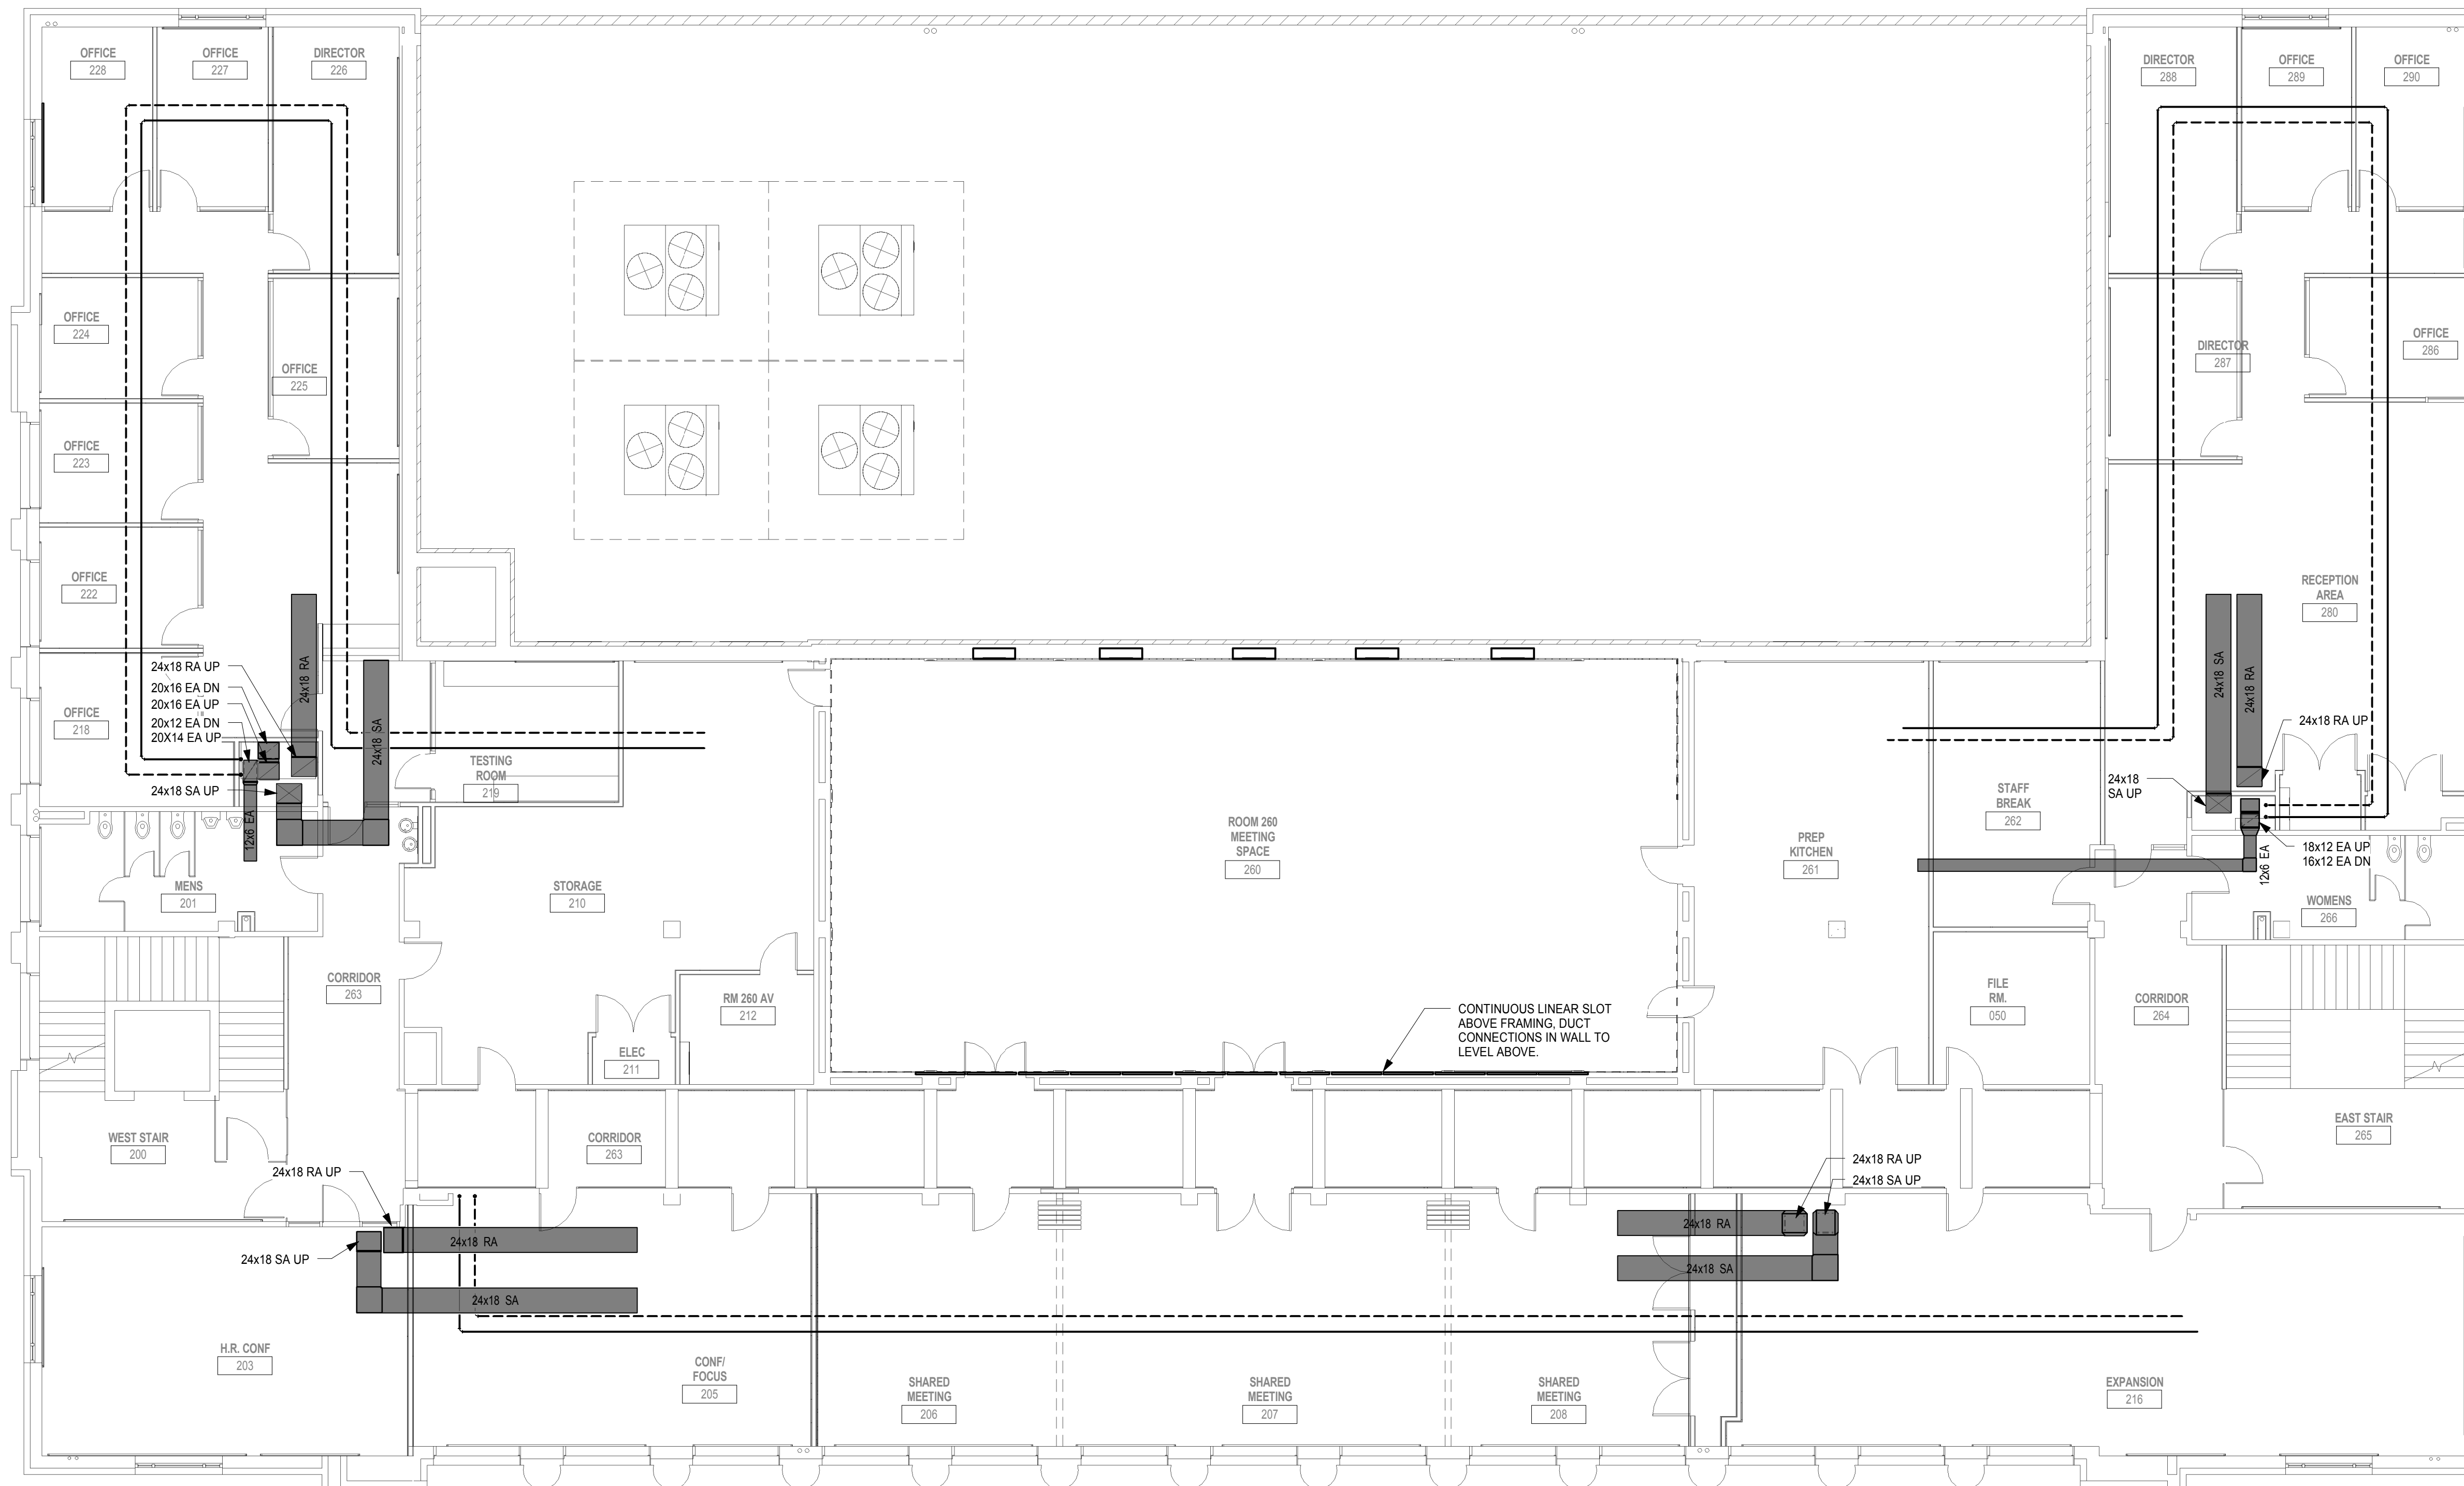 OFFICE
228
OFFICE
227
DIRECTOR
226
DIRECTOR
288
OFFICE
289
OFFICE
290
OFFICE
224
OFFICE
225
DIRECTOR
287
OFFICE
286
OFFICE
223
OFFICE
222
RECEPTION
AREA
280
24x18 RA UP
20x16 EA DN
20x16 EA UP
20x12 EA DN
20X14 EA UP
24x18 SA UP
24x18 RA
24x18 SA
12x6 EA
OFFICE
218
TESTING
ROOM
219
24x18 SA
24x18 RA
24x18 RA UP
24x18
SA UP
18x12 EA UP
16x12 EA DN
12x6 EA
STAFF
BREAK
262
ROOM 260
MEETING
SPACE
260
PREP
KITCHEN
261
MENS
201
STORAGE
210
WOMENS
266
CORRIDOR
263
RM 260 AV
212
CONTINUOUS LINEAR SLOT
ABOVE FRAMING, DUCT
CONNECTIONS IN WALL TO
LEVEL ABOVE.
FILE
RM.
050
CORRIDOR
264
ELEC
211
WEST STAIR
200
CORRIDOR
263
EAST STAIR
265
24x18 RA UP
24x18 SA UP
24x18 RA
24x18 SA
24x18 RA UP
24x18 SA UP
24x18 RA
24x18 SA
H.R. CONF
203
CONF/
FOCUS
205
SHARED
MEETING
206
SHARED
MEETING
207
SHARED
MEETING
208
EXPANSION
216